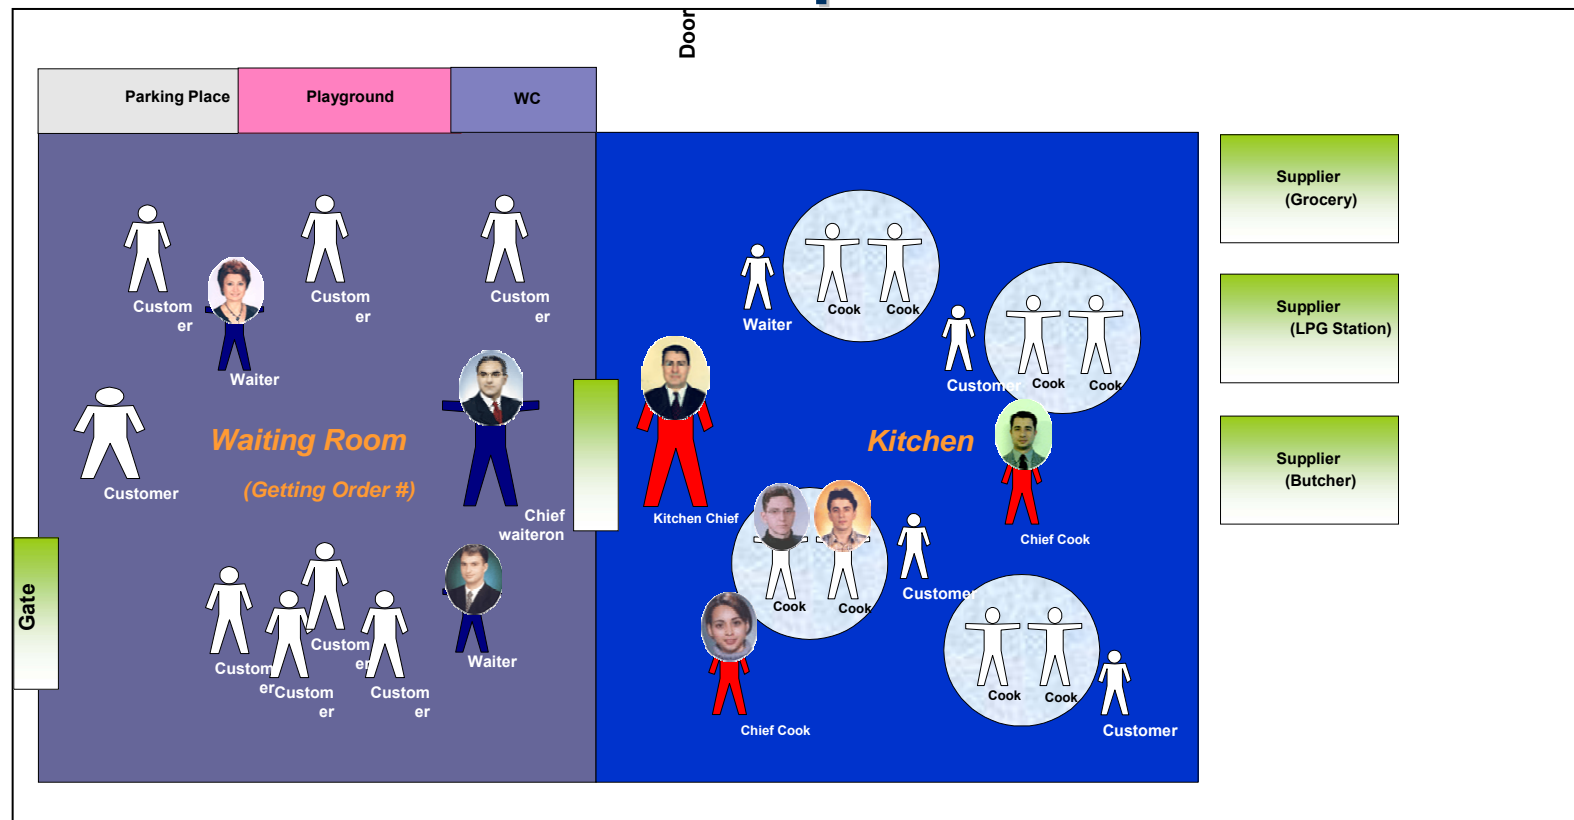 Door
Parking Place
Playground
WC
Supplier
(Grocery)
Supplier
(LPG Station)
Supplier
(Butcher)
Custom
er
Custom
er
Custom
er
Waiter
Customer
Waiting Room
(Getting Order #)
Chief
waiteron
Gate
Custom
er
Custom
er
Custom
er
Custom
er
Waiter
Waiter
Cook
Cook
Customer
Cook
Cook
Kitchen
Kitchen Chief
Chief Cook
Cook
Cook
Customer
Chief Cook
Cook
Cook
Customer